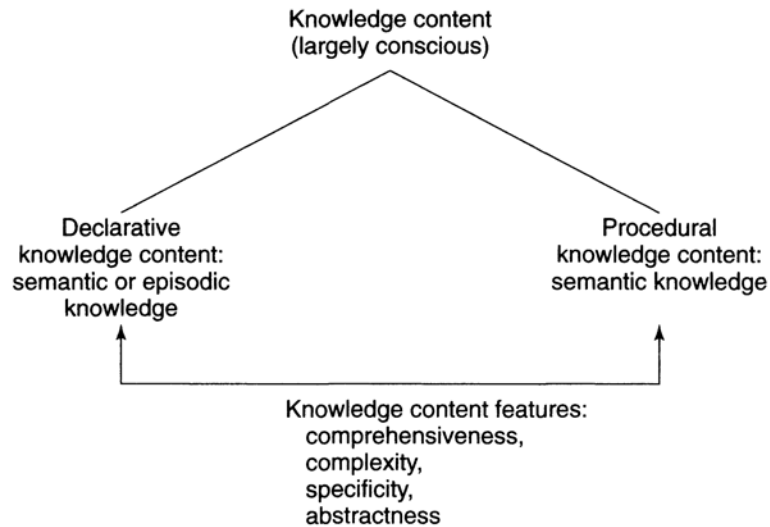 Knowledge content
(largely conscious)
Declarative
knowledge content:
semantic or episodic
knowledge
Procedural
knowledge content:
semantic knowledge
Knowledge content features:
comprehensiveness,
complexity,
specificity,
abstractness